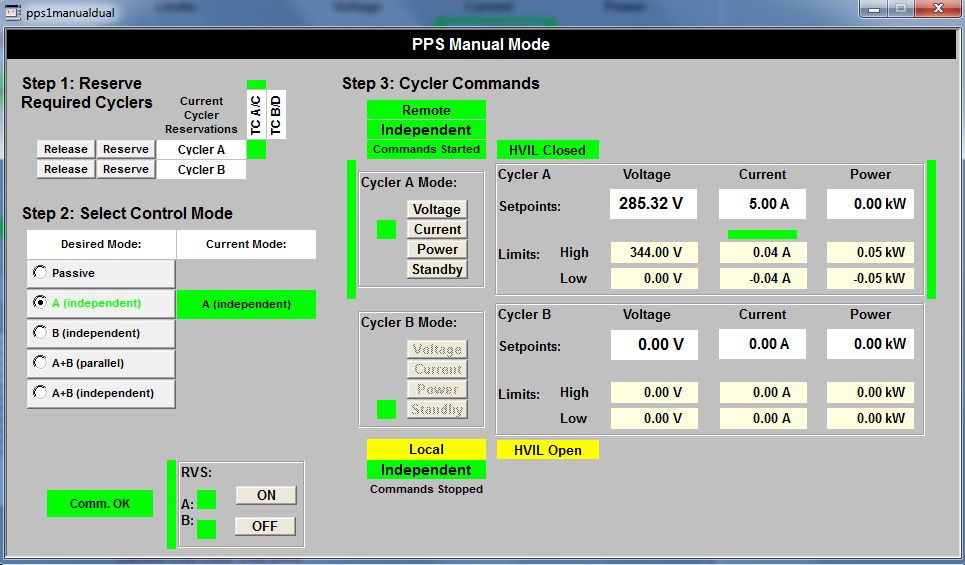 pps1manualdual
PPS Manual Mode
Step 1: Reserve
Required Cyclers
Current
Cycler
Reservations
TC A/C
TC B/D
Release Reserve Cycler A
Release Reserve Cycler B
Step 2: Select Control Mode
Desired Mode: Current Mode:
Passive
A (independent) A (independent)
B (independent)
A+B (parallel)
A+B (independent)
Comm. OK
RVS:
A: ON
B: OFF
Step 3: Cycler Commands
Remote
Independent
Commands Started HVIL Closed
Cycler A Mode:
Voltage
Current
Power
Standby
Cycler A Voltage Current Power
Setpoints: 285.32 V 5.00 A 0.00 kW
Limits: High 344.00 V 0.04 A 0.05 kW
Low 0.00 V -0.04 A -0.05 kW
Cycler B Mode:
Voltage
Current
Power
Standby
Cycler B Voltage Current Power
Setpoints: 0.00 V 0.00 A 0.00 kW
Limits: High 0.00 V 0.00 A 0.00 kW
Low 0.00 V 0.00 A 0.00 kW
Local HVIL Open
Independent
Commands Stopped